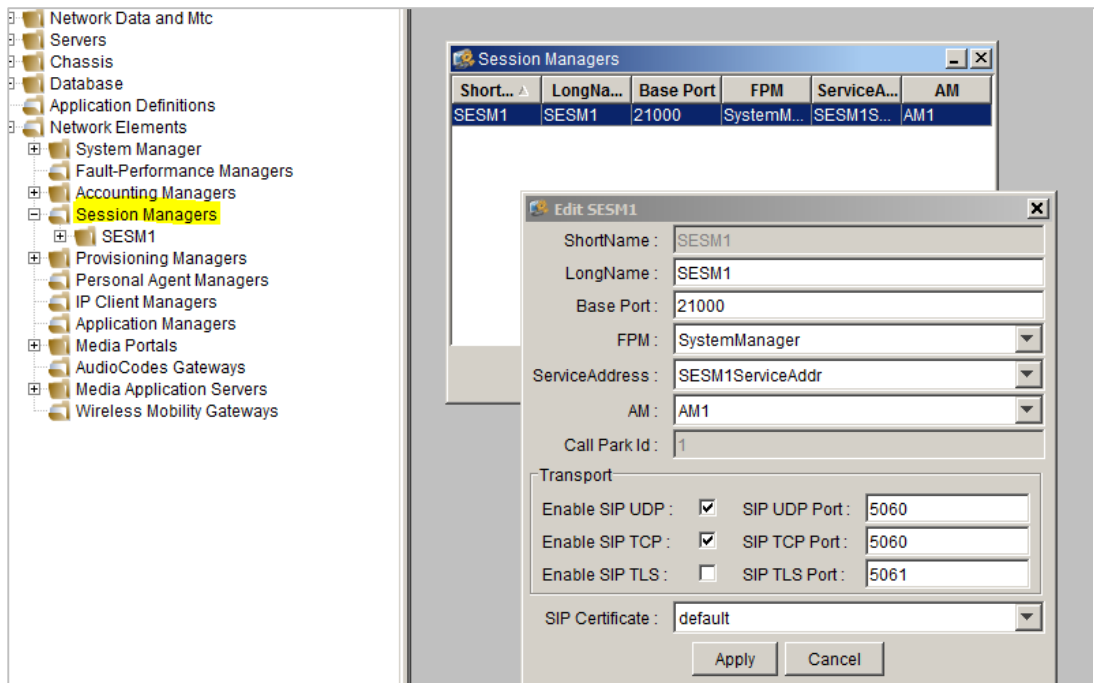 Network Data and Mtc
Servers
Chassis
Database
Application Definitions
Network Elements
System Manager
Fault-Performance Managers
Accounting Managers
Session Managers
SESM1
Provisioning Managers
Personal Agent Managers
IP Client Managers
Application Managers
Media Portals
AudioCodes Gateways
Media Application Servers
Wireless Mobility Gateways
Session Managers
Short... LongNa... Base Port FPM ServiceA... AM
SESM1 SESM1 21000 SystemM... SESM1S... AM1
Edit SESM1
ShortName : SESM1
LongName : SESM1
Base Port : 21000
FPM : SystemManager
ServiceAddress : SESM1ServiceAddr
AM : AM1
Call Park Id : 1
Transport
Enable SIP UDP : SIP UDP Port : 5060
Enable SIP TCP : SIP TCP Port : 5060
Enable SIP TLS : SIP TLS Port : 5061
SIP Certificate : default
Apply Cancel